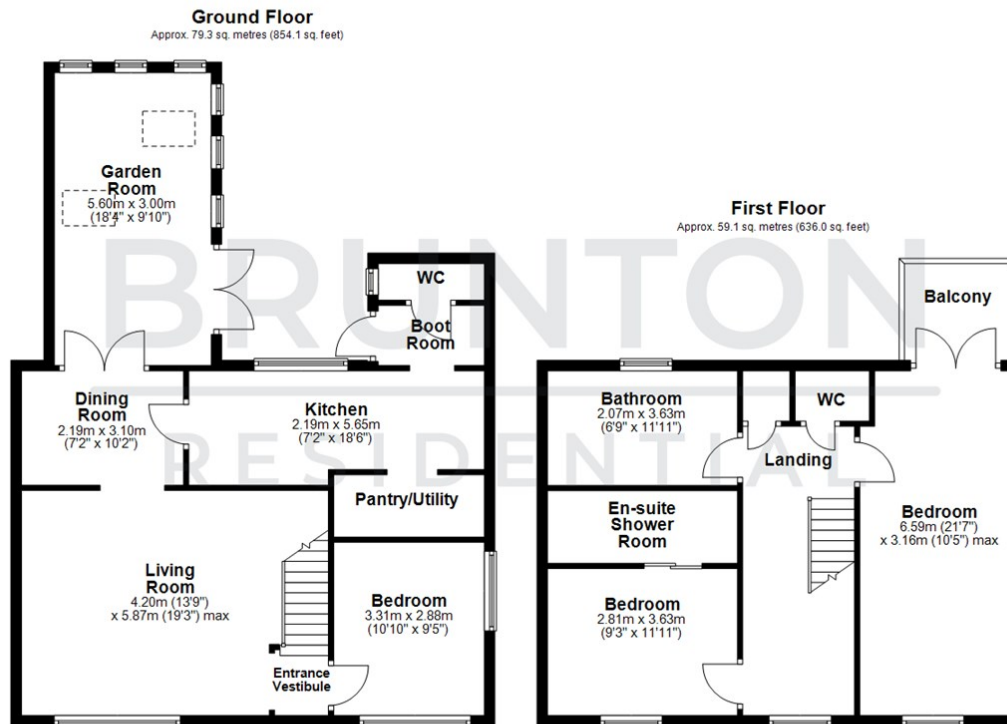 Ground Floor
Approx. 79.3 sq. metres (854.1 sq. feet)
Garden
Room
5.60m x 3.00m
(18'4" x 9'10")
WC
Boot
Room
Dining
Room
2.19m x 3.10m
(7'2" x 10'2")
Kitchen
2.19m x 5.65m
(7'2" x 18'6")
Pantry/Utility
Living
Room
4.20m (13'9")
x 5.87m (19'3") max
Bedroom
3.31m x 2.88m
(10'10" x 9'5")
Entrance
Vestibule
First Floor
Approx. 59.1 sq. metres (636.0 sq. feet)
Balcony
Bathroom
2.07m x 3.63m
(6'9" x 11'11")
WC
Landing
En-suite
Shower
Room
Bedroom
6.59m (21'7")
x 3.16m (10'5") max
Bedroom
2.81m x 3.63m
(9'3" x 11'11")
BRUNTON
RESIDENTIAL